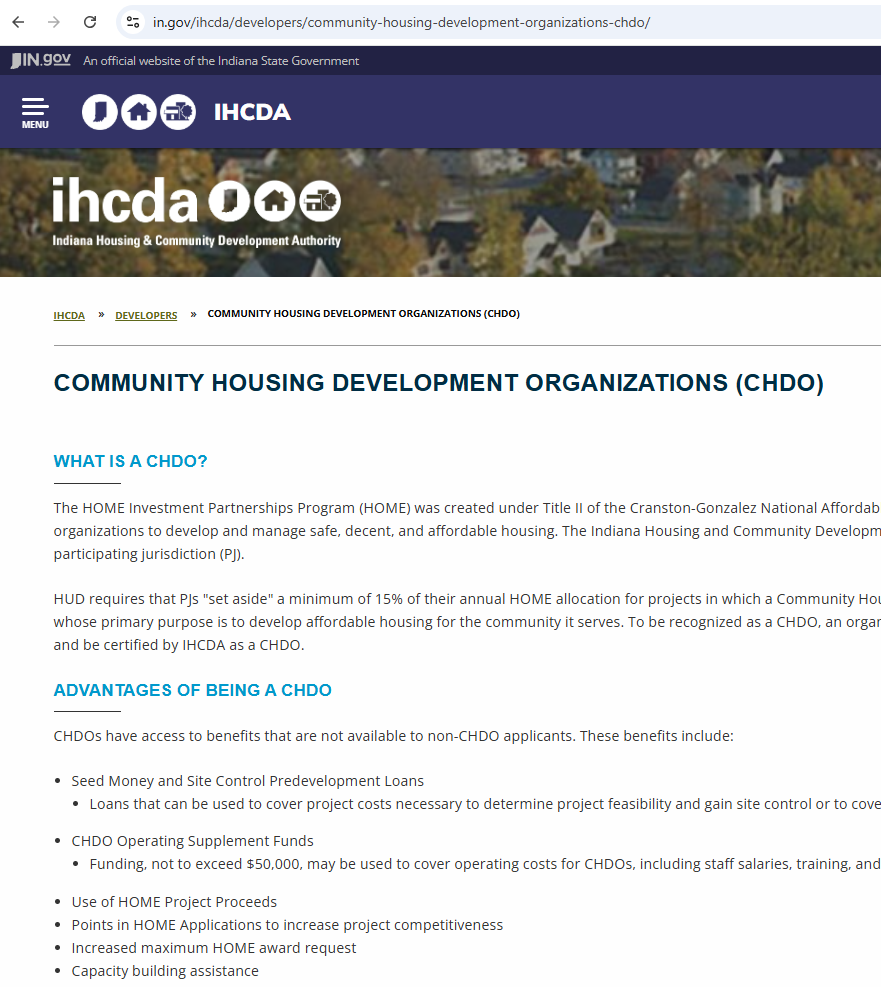 in.gov/ihcda/developers/community-housing-development-organizations-chdo/
IN.gov An official website of the Indiana State Government
MENU
IHCDA
ihcda
Indiana Housing & Community Development Authority
IHCDA » DEVELOPERS » COMMUNITY HOUSING DEVELOPMENT ORGANIZATIONS (CHDO)
COMMUNITY HOUSING DEVELOPMENT ORGANIZATIONS (CHDO)
WHAT IS A CHDO?
The HOME Investment Partnerships Program (HOME) was created under Title II of the Cranston-Gonzalez National Affordab
organizations to develop and manage safe, decent, and affordable housing. The Indiana Housing and Community Developm
participating jurisdiction (PJ).
HUD requires that PJs "set aside" a minimum of 15% of their annual HOME allocation for projects in which a Community Hou
whose primary purpose is to develop affordable housing for the community it serves. To be recognized as a CHDO, an organ
and be certified by IHCDA as a CHDO.
ADVANTAGES OF BEING A CHDO
CHDOs have access to benefits that are not available to non-CHDO applicants. These benefits include:
• Seed Money and Site Control Predevelopment Loans
• Loans that can be used to cover project costs necessary to determine project feasibility and gain site control or to cove
• CHDO Operating Supplement Funds
• Funding, not to exceed $50,000, may be used to cover operating costs for CHDOs, including staff salaries, training, and
• Use of HOME Project Proceeds
• Points in HOME Applications to increase project competitiveness
• Increased maximum HOME award request
• Capacity building assistance